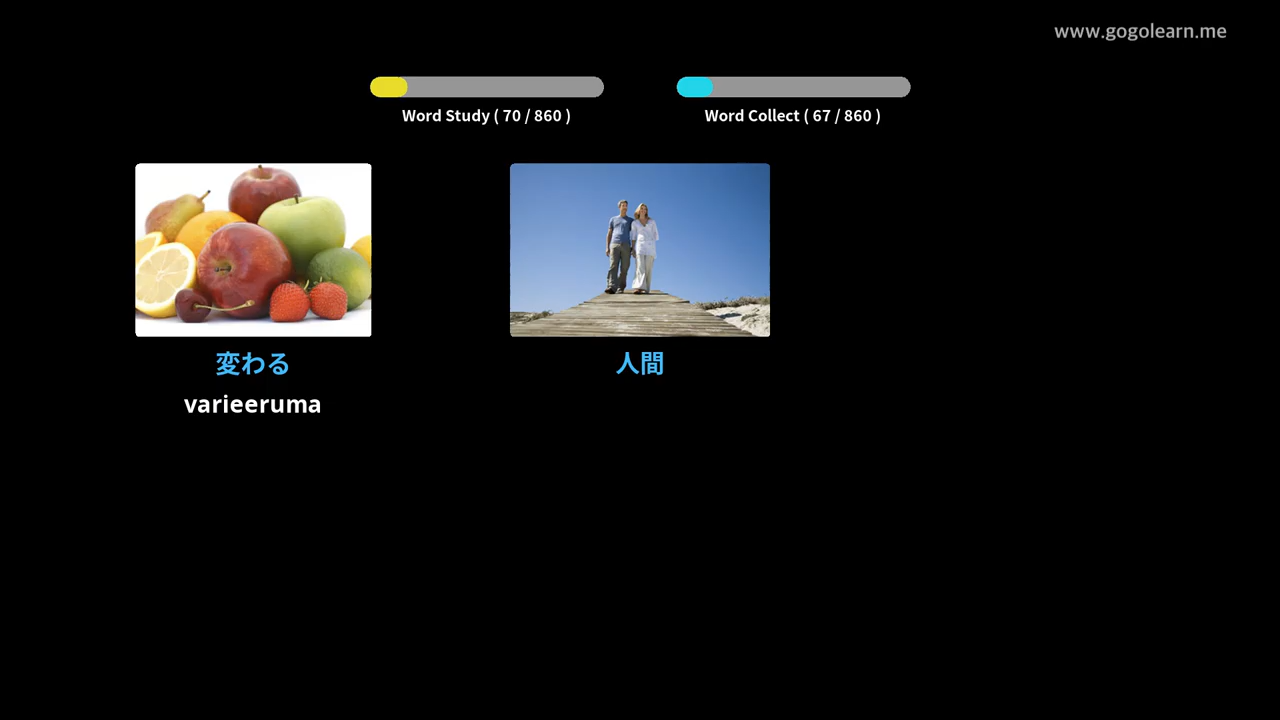 www.gogolearn.me
Word Study ( 70 / 860 )
Word Collect ( 67 / 860 )
変わる
人間
varieeruma